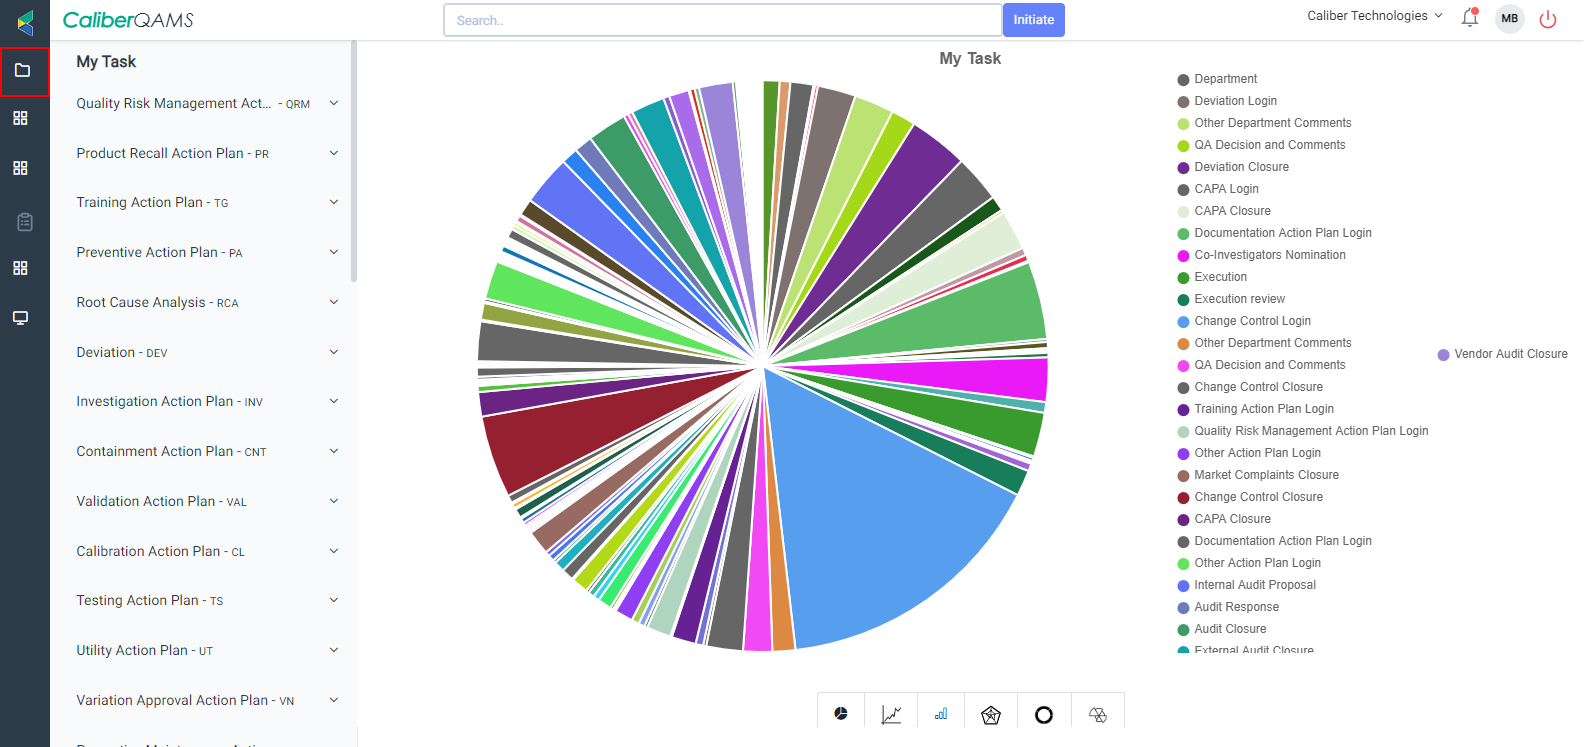 CaliberQAMS
Search..
Initiate
Caliber Technologies
MB
My Task
Quality Risk Management Act... - QRM
Product Recall Action Plan - PR
Training Action Plan - TG
Preventive Action Plan - PA
Root Cause Analysis - RCA
Deviation - DEV
Investigation Action Plan - INV
Containment Action Plan - CNT
Validation Action Plan - VAL
Calibration Action Plan - CL
Testing Action Plan - TS
Utility Action Plan - UT
Variation Approval Action Plan - VN
My Task
Department
Deviation Login
Other Department Comments
QA Decision and Comments
Deviation Closure
CAPA Login
CAPA Closure
Documentation Action Plan Login
Co-Investigators Nomination
Execution
Execution review
Change Control Login
Other Department Comments
QA Decision and Comments
Change Control Closure
Training Action Plan Login
Quality Risk Management Action Plan Login
Other Action Plan Login
Market Complaints Closure
Change Control Closure
CAPA Closure
Documentation Action Plan Login
Other Action Plan Login
Internal Audit Proposal
Audit Response
Audit Closure
External Audit Closure
Vendor Audit Closure